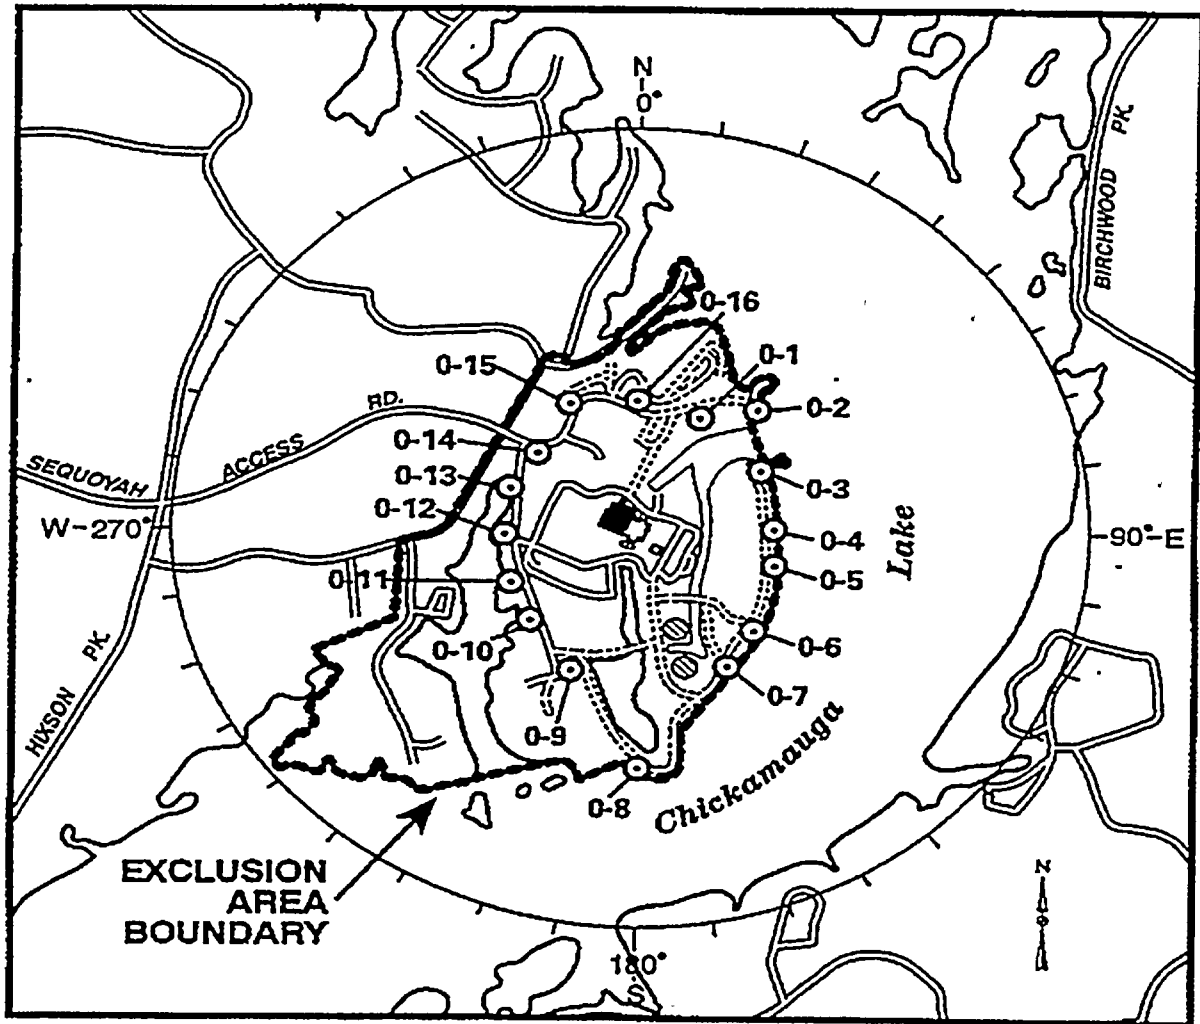 N
0°
PK.
BIRCHWOOD
0-16
0-1
0-15
0-2
RD.
0-14
ACCESS
SEQUOYAH
0-13
0-3
0-12
W-270°
Lake
0-4
90°-E
0-11
0-5
0-10
0-6
PK.
HIXSON
0-7
0-9
Chickamauga
0-8
EXCLUSION
AREA
BOUNDARY
N
180°
S